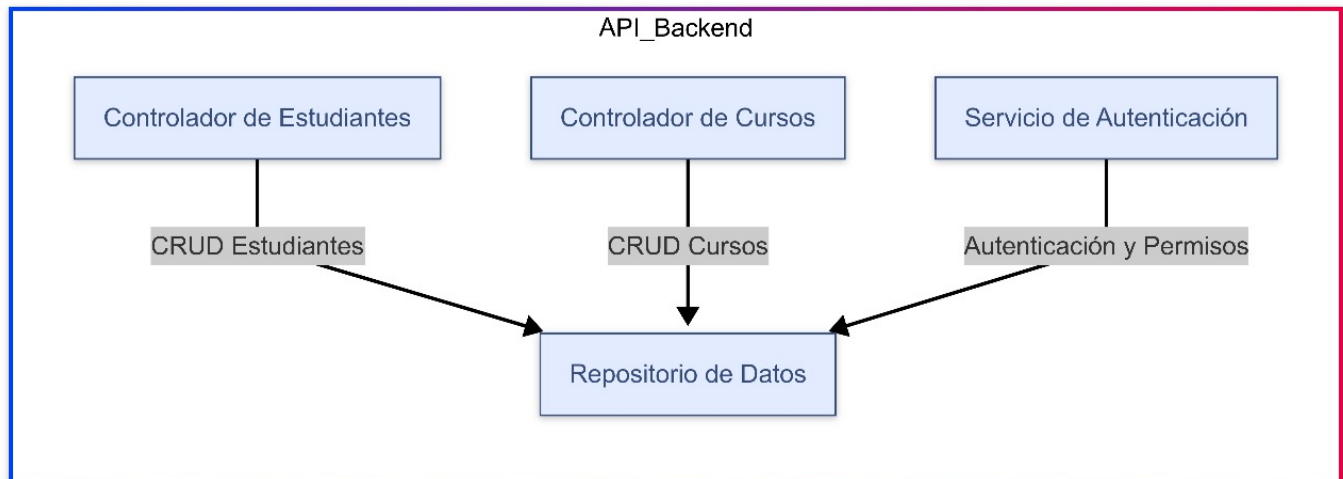 API_Backend
Controlador de Estudiantes
Controlador de Cursos
Servicio de Autenticación
CRUD Estudiantes
CRUD Cursos
Autenticación y Permisos
Repositorio de Datos